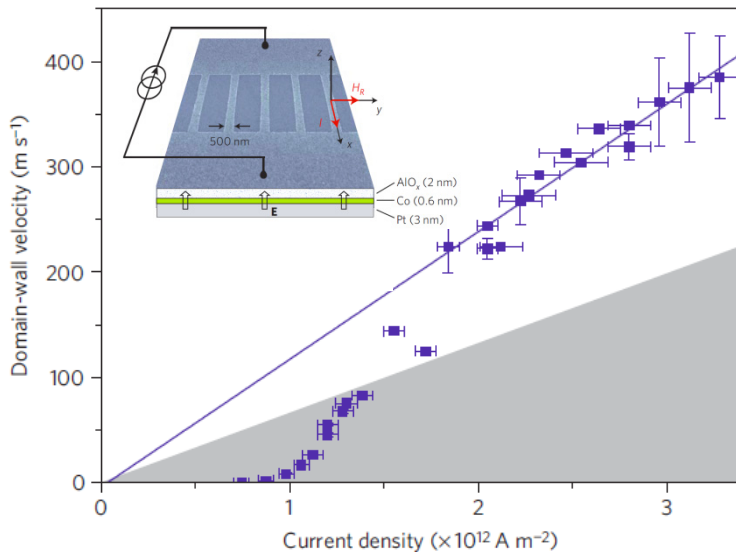 400
300
200
100
0
0
1
2
3
Domain-wall velocity (m s⁻¹)
Current density (×10¹² A m⁻²)
z
H_R
y
I
x
500 nm
AlOₓ (2 nm)
Co (0.6 nm)
E
Pt (3 nm)